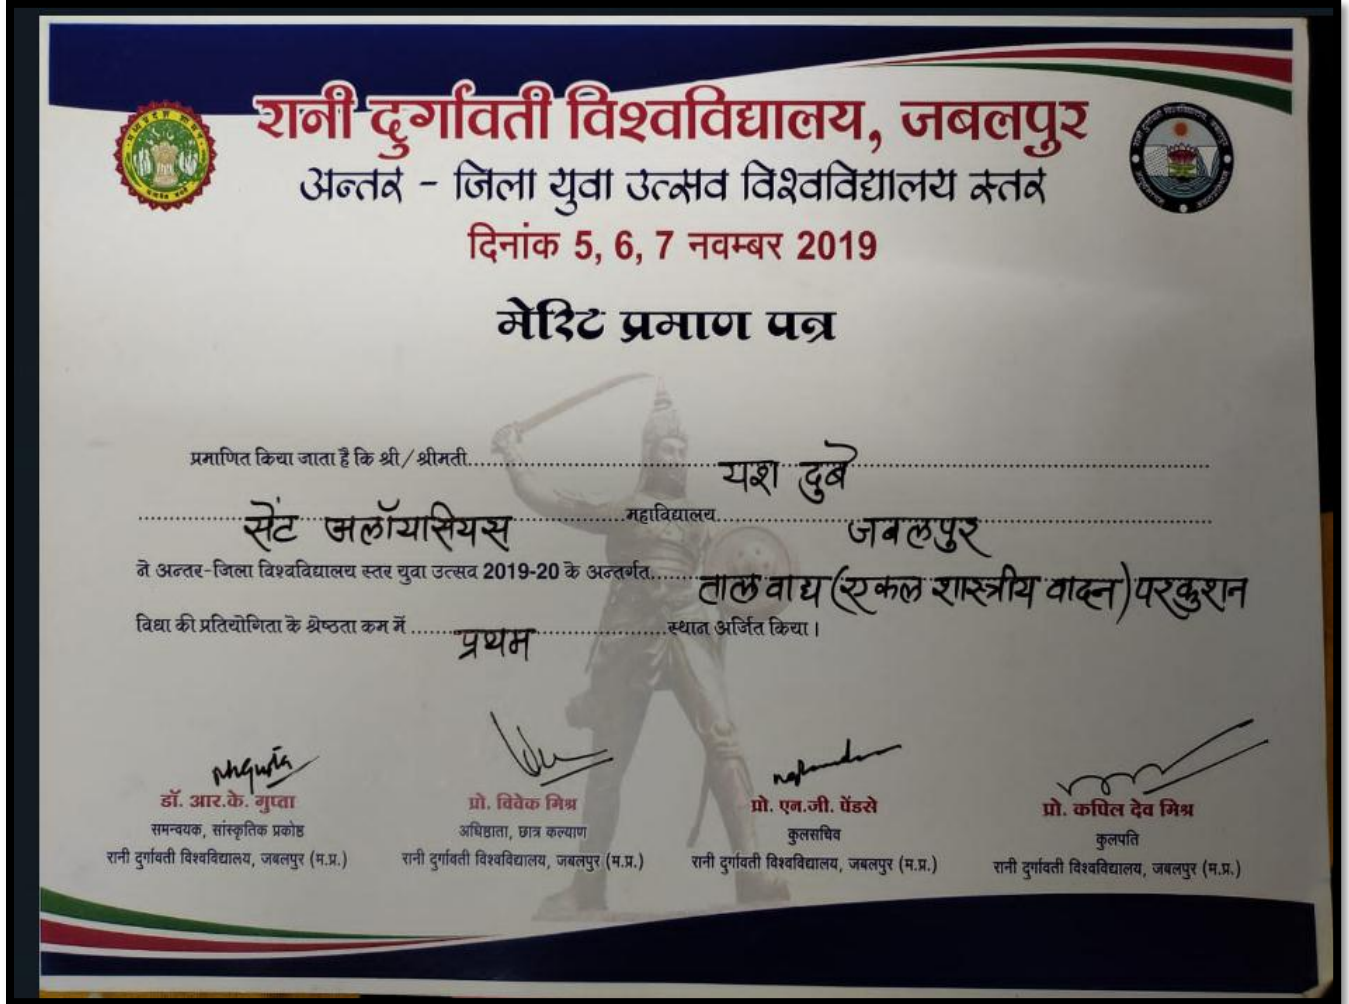 रानी दुर्गावती विश्वविद्यालय, जबलपुर
अन्तर - जिला युवा उत्सव विश्वविद्यालय स्तर
दिनांक 5, 6, 7 नवम्बर 2019
मेरिट प्रमाण पत्र
प्रमाणित किया जाता है कि श्री/श्रीमती यश दुबे
सेंट अलॉयसियस महाविद्यालय जबलपुर
ने अन्तर-जिला विश्वविद्यालय स्तर युवा उत्सव 2019-20 के अन्तर्गत ताल वाद्य (एकल शास्त्रीय वादन) परकुशन
विधा की प्रतियोगिता के श्रेष्ठता कम में प्रथम स्थान अर्जित किया।
डॉ. आर.के. गुप्ता
समन्वयक, सांस्कृतिक प्रकोष्ठ
रानी दुर्गावती विश्वविद्यालय, जबलपुर (म.प्र.)
प्रो. विवेक मिश्र
अधिष्ठाता, छात्र कल्याण
रानी दुर्गावती विश्वविद्यालय, जबलपुर (म.प्र.)
प्रो. एन.जी. पेंडसे
कुलसचिव
रानी दुर्गावती विश्वविद्यालय, जबलपुर (म.प्र.)
प्रो. कपिल देव मिश्र
कुलपति
रानी दुर्गावती विश्वविद्यालय, जबलपुर (म.प्र.)